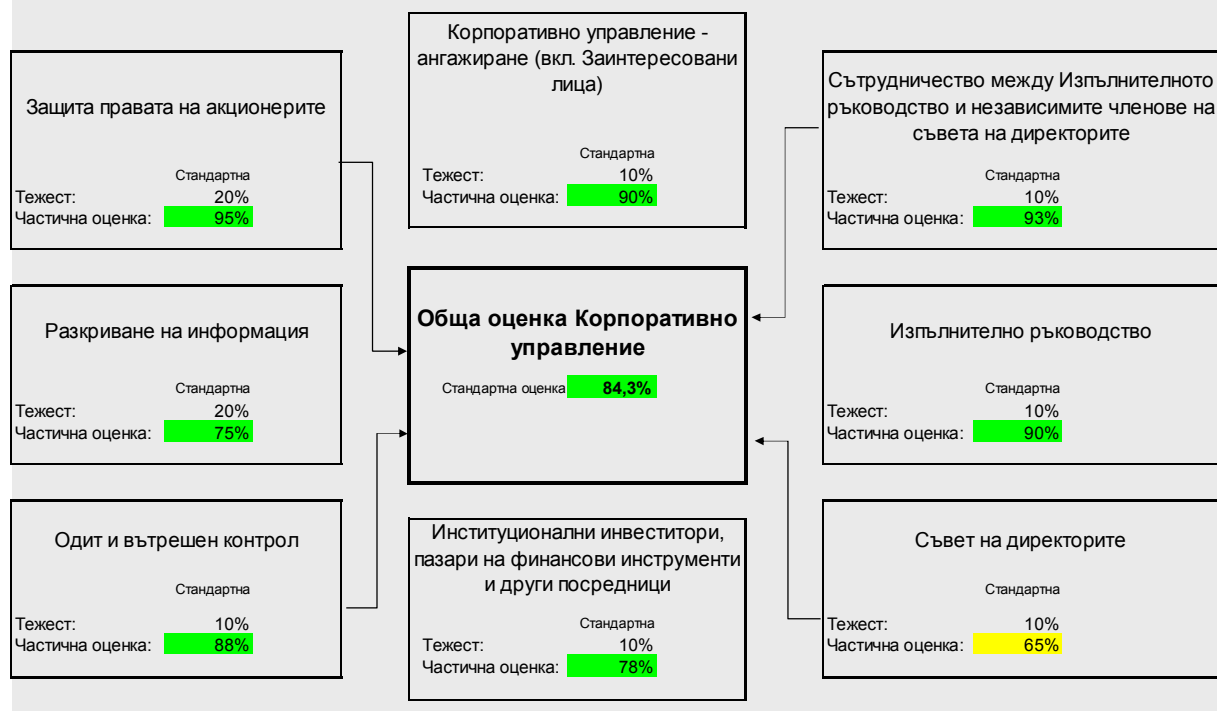 Защита правата на акционерите
Стандартна
Тежест: 20%
Частична оценка: 95%
Корпоративно управление -
ангажиране (вкл. Заинтересовани
лица)
Стандартна
Тежест: 10%
Частична оценка: 90%
Сътрудничество между Изпълнителното
ръководство и независимите членове на
съвета на директорите
Стандартна
Тежест: 10%
Частична оценка: 93%
Разкриване на информация
Стандартна
Тежест: 20%
Частична оценка: 75%
Обща оценка Корпоративно
управление
Стандартна оценка 84,3%
Изпълнително ръководство
Стандартна
Тежест: 10%
Частична оценка: 90%
Одит и вътрешен контрол
Стандартна
Тежест: 10%
Частична оценка: 88%
Институционални инвеститори,
пазари на финансови инструменти
и други посредници
Стандартна
Тежест: 10%
Частична оценка: 78%
Съвет на директорите
Стандартна
Тежест: 10%
Частична оценка: 65%